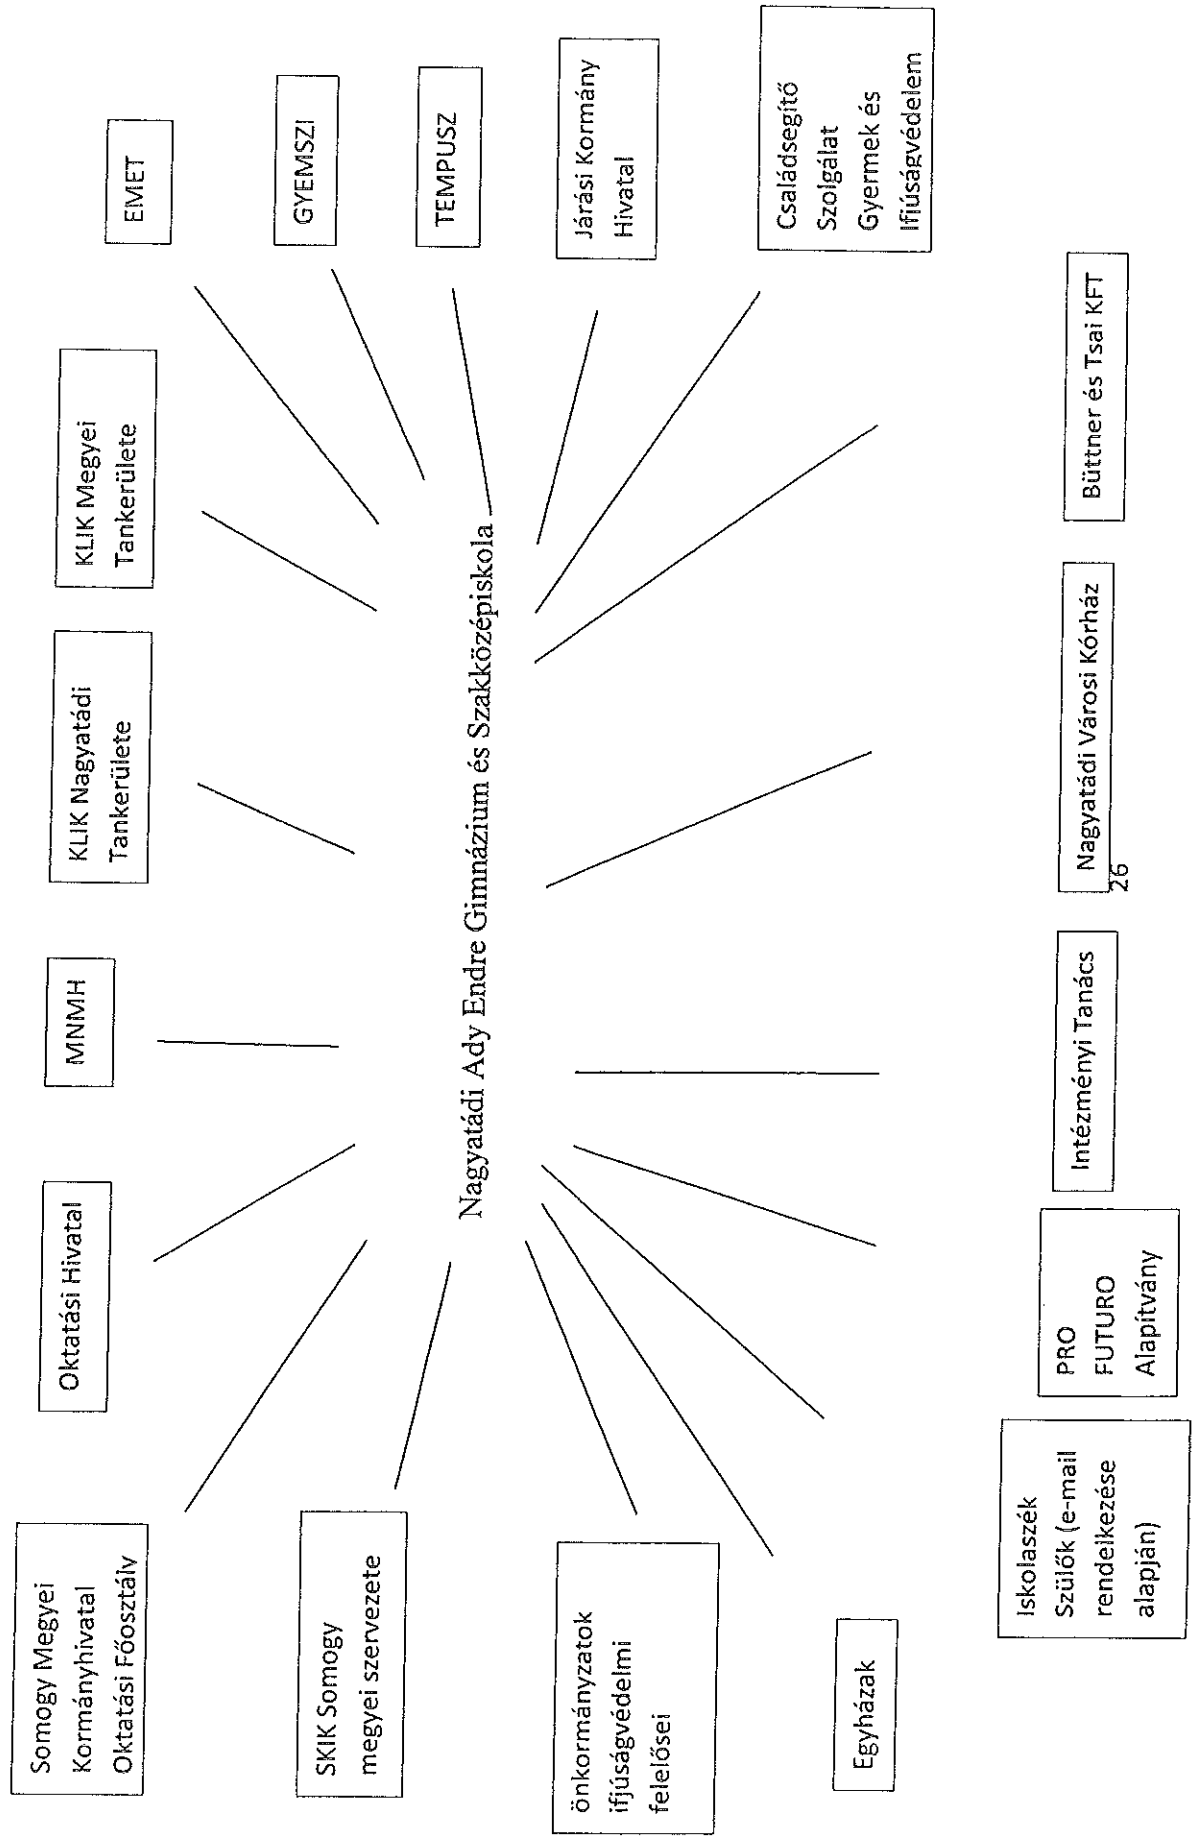 Somogy Megyei
Kormányhivatal
Oktatási Főosztály
Oktatási Hivatal
MNMH
KLIK Nagyatádi
Tankerülete
KLIK Megyei
Tankerülete
EMET
SKIK Somogy
megyei szervezete
GYEMSZI
TEMPUSZ
Nagyatádi Ady Endre Gimnázium és Szakközépiskola
önkormányzatok
ifjúságvédelmi
felelősei
Járási Kormány
Hivatal
Egyházak
Családsegítő
Szolgálat
Gyermek és
Ifjúságvédelem
Iskolaszék
Szülők (e-mail
rendelkezése
alapján)
PRO
FUTURO
Alapítvány
Intézményi Tanács
Nagyatádi Városi Kórház
Büttner és Tsai KFT
26